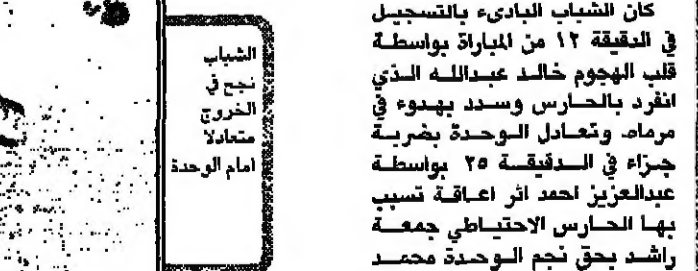 كان الشباب البادىء بالتسجيل
في الدقيقة ١٢ من المباراة بواسطة
قلب الهجوم خالد عبدالله الذي
انفرد بالحارس وسدد بهدوء في
مرماه وتعادل الوحدة بضربة
جزاء في الدقيقة ٢٥ بواسطة
عبدالعزيز احمد اثر اعاقة تسبب
بها الحارس الاحتياطي جمعة
راشد بحق نجم الوحدة محمد
الشباب
نجح في
الخروج
متعادلا
امام الوحدة